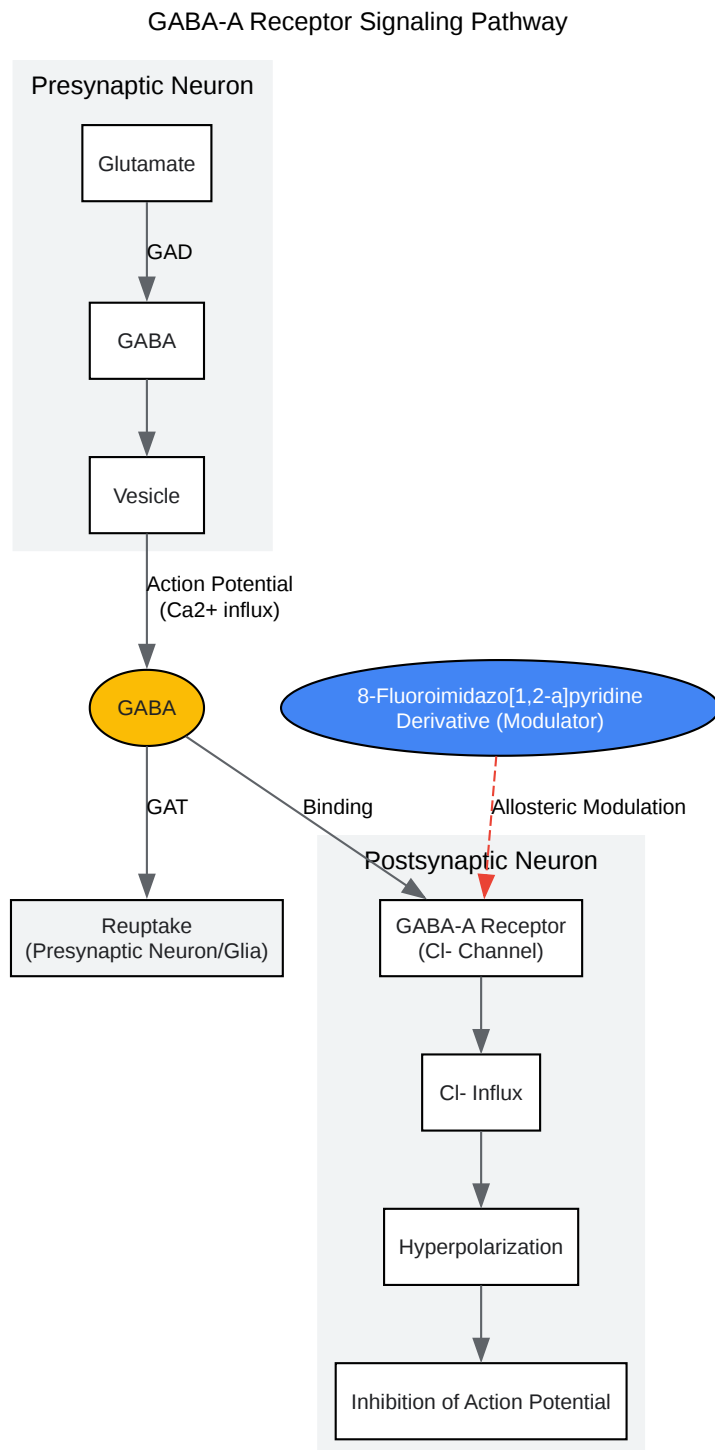 GABA-A Receptor Signaling Pathway
Presynaptic Neuron
Glutamate
GAD
GABA
Vesicle
Action Potential
(Ca2+ influx)
GABA
8-Fluoroimidazo[1,2-a]pyridine
Derivative (Modulator)
GAT
Binding
Allosteric Modulation
Postsynaptic Neuron
Reuptake
(Presynaptic Neuron/Glia)
GABA-A Receptor
(Cl- Channel)
Cl- Influx
Hyperpolarization
Inhibition of Action Potential